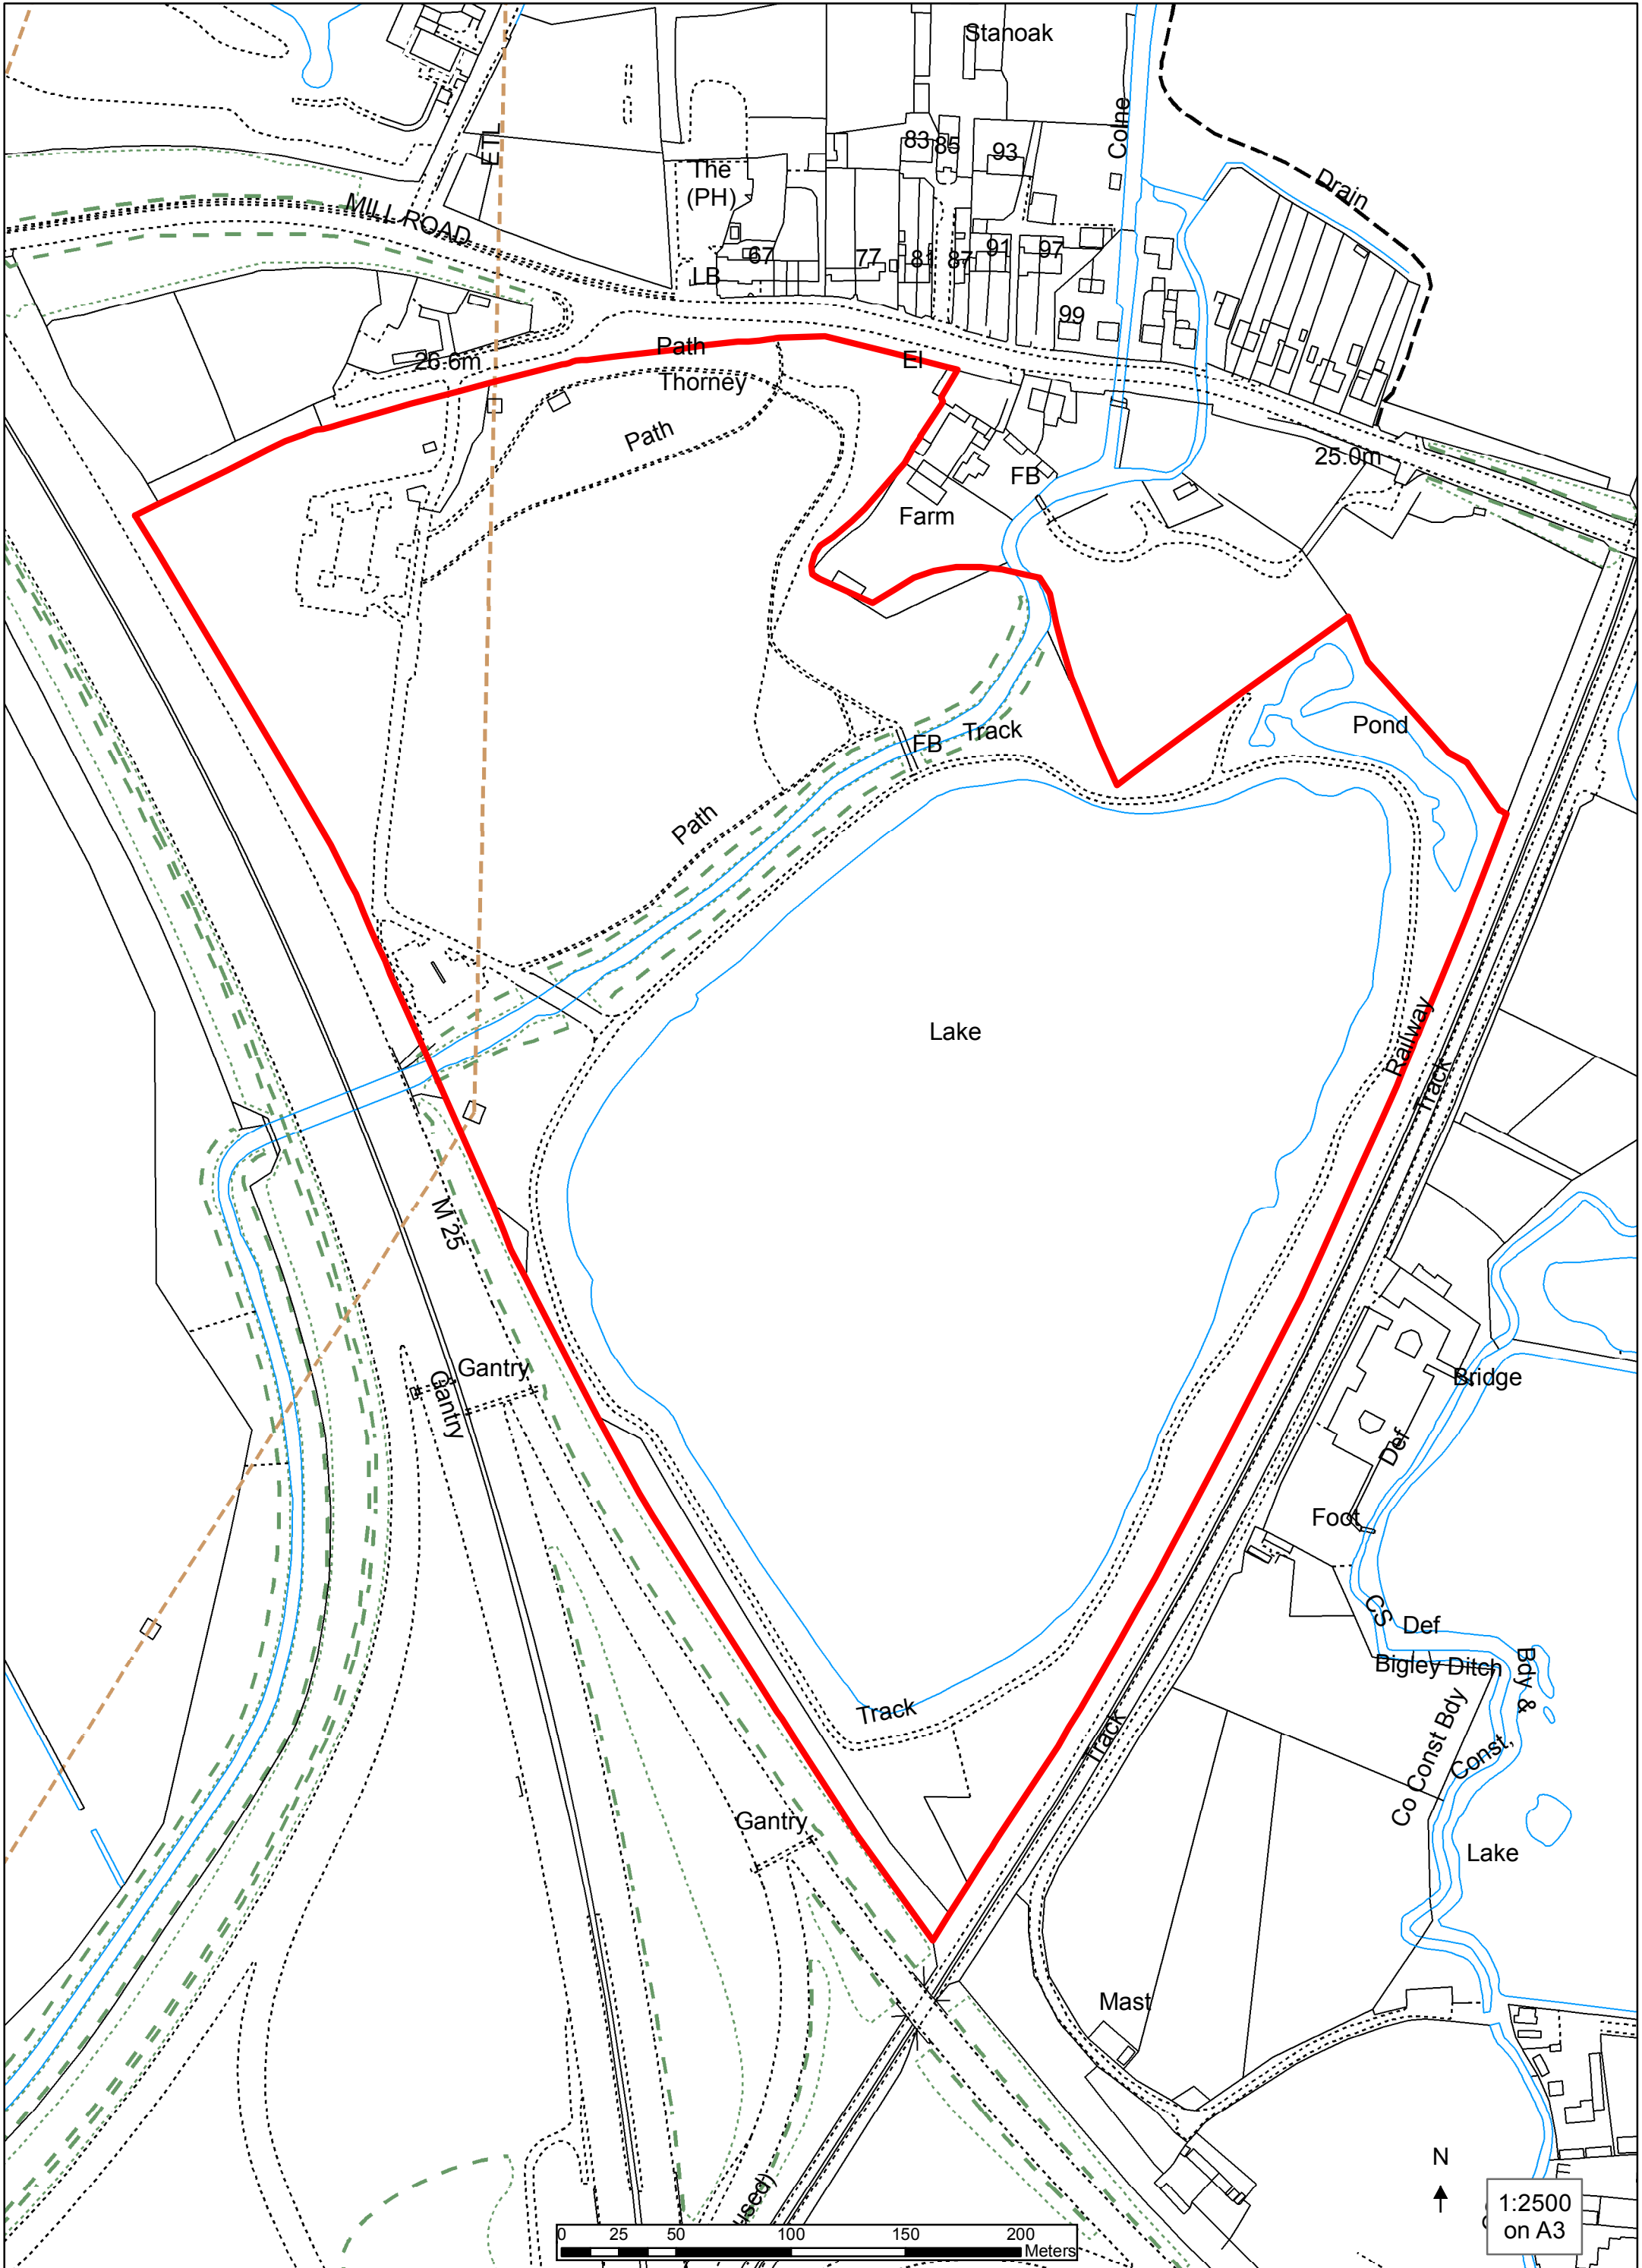 Stanoak
Colne
ETL
83
85
93
The
(PH)
Drain
MILL ROAD
67
77
81
87
91
97
LB
99
26.6m
Path
El
Thorney
Path
25.0m
FB
Farm
Pond
FB
Track
Path
Lake
Railway
Track
M 25
Gantry
Gantry
Bridge
Def
Foot
CS
Def
Bigley Ditch
Bdy &
Co Const Bdy
Const,
Track
Track
Gantry
Lake
Mast
used)
N
0 25 50 100 150 200
Meters
1:2500
on A3